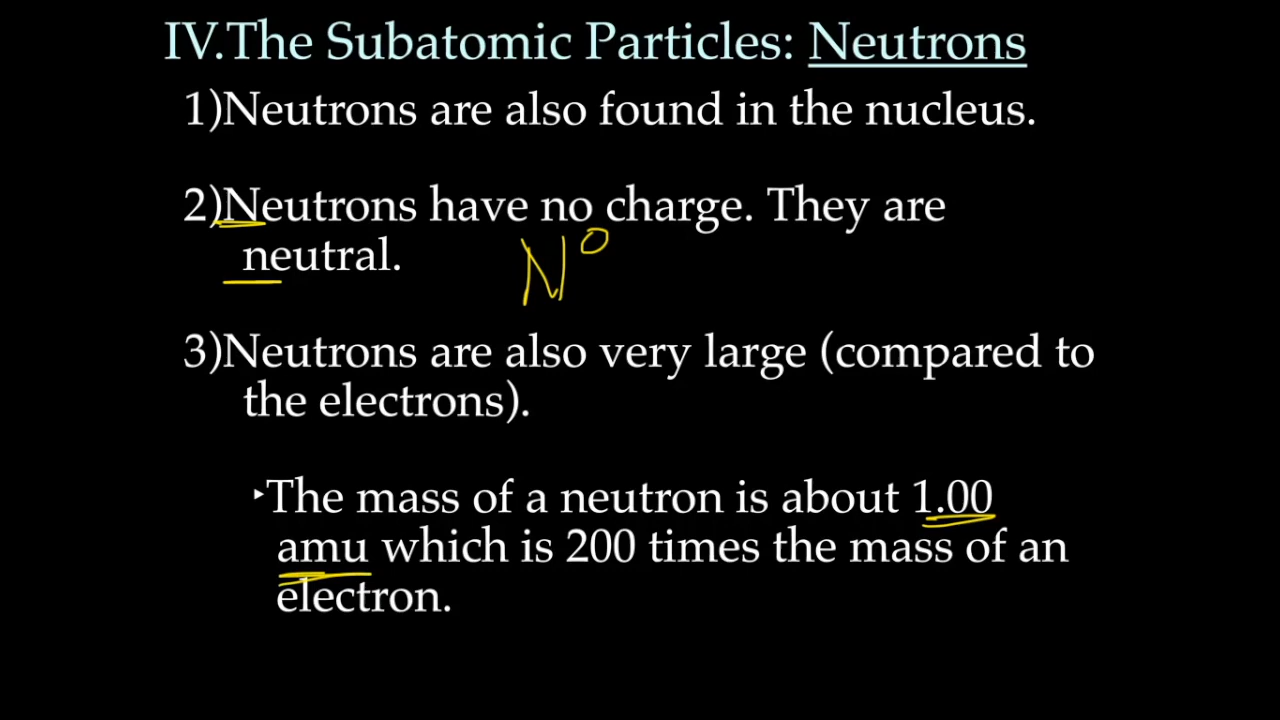 IV.The Subatomic Particles: Neutrons
1)Neutrons are also found in the nucleus.
2)Neutrons have no charge. They are
neutral.
N⁰
3)Neutrons are also very large (compared to
the electrons).
‣The mass of a neutron is about 1.00
amu which is 200 times the mass of an
electron.